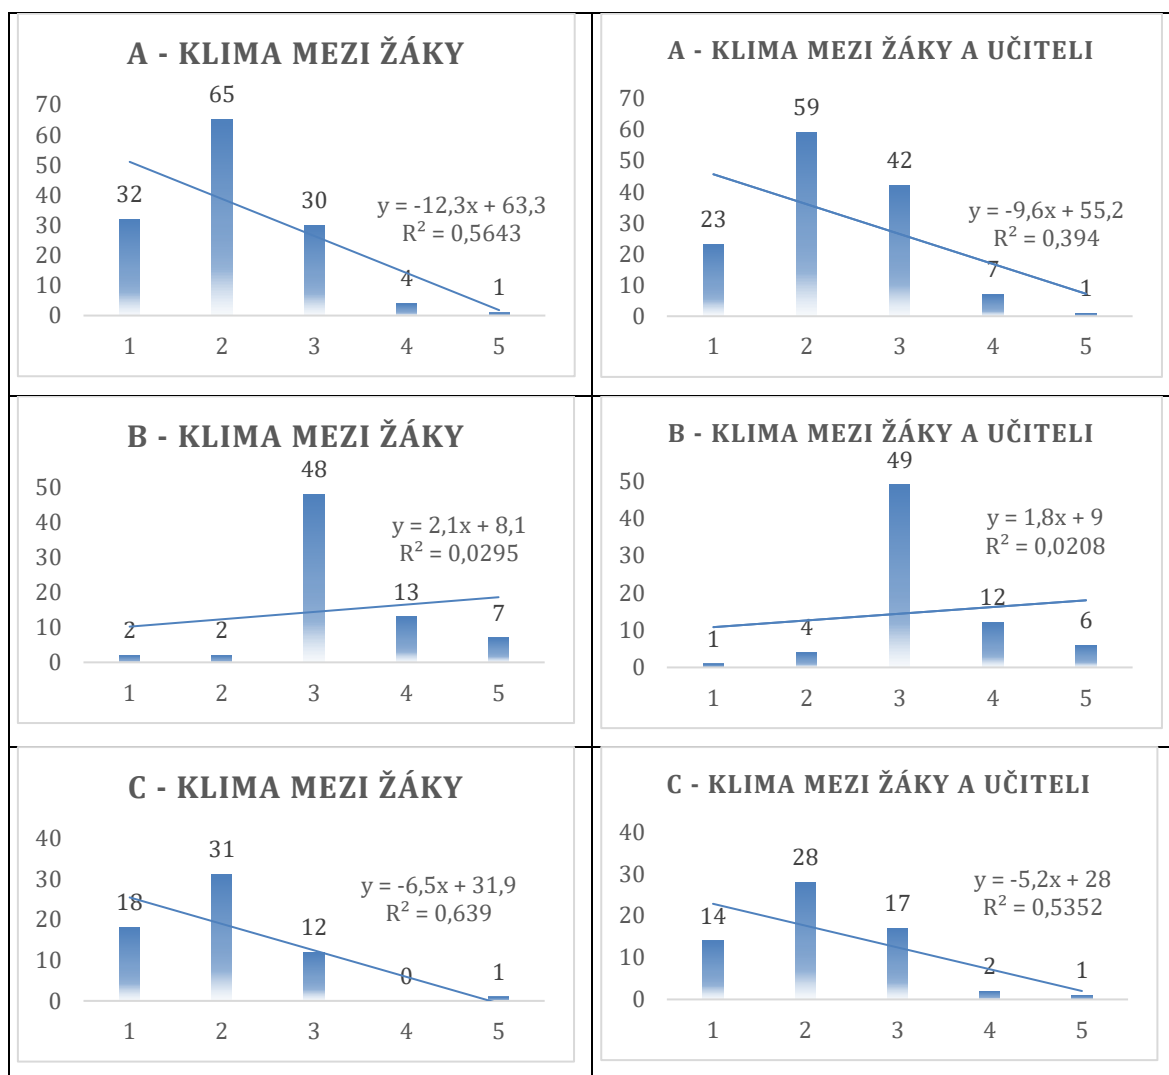 A - KLIMA MEZI ŽÁKY
70
60
50
40
30
20
10
0
32
65
30
4
1
y = -12,3x + 63,3
R² = 0,5643
1 2 3 4 5
A - KLIMA MEZI ŽÁKY A UČITELI
70
60
50
40
30
20
10
0
23
59
42
7
1
y = -9,6x + 55,2
R² = 0,394
1 2 3 4 5
B - KLIMA MEZI ŽÁKY
50
40
30
20
10
0
2
2
48
13
7
y = 2,1x + 8,1
R² = 0,0295
1 2 3 4 5
B - KLIMA MEZI ŽÁKY A UČITELI
50
40
30
20
10
0
1
4
49
12
6
y = 1,8x + 9
R² = 0,0208
1 2 3 4 5
C - KLIMA MEZI ŽÁKY
40
30
20
10
0
18
31
12
0
1
y = -6,5x + 31,9
R² = 0,639
1 2 3 4 5
C - KLIMA MEZI ŽÁKY A UČITELI
40
30
20
10
0
14
28
17
2
1
y = -5,2x + 28
R² = 0,5352
1 2 3 4 5